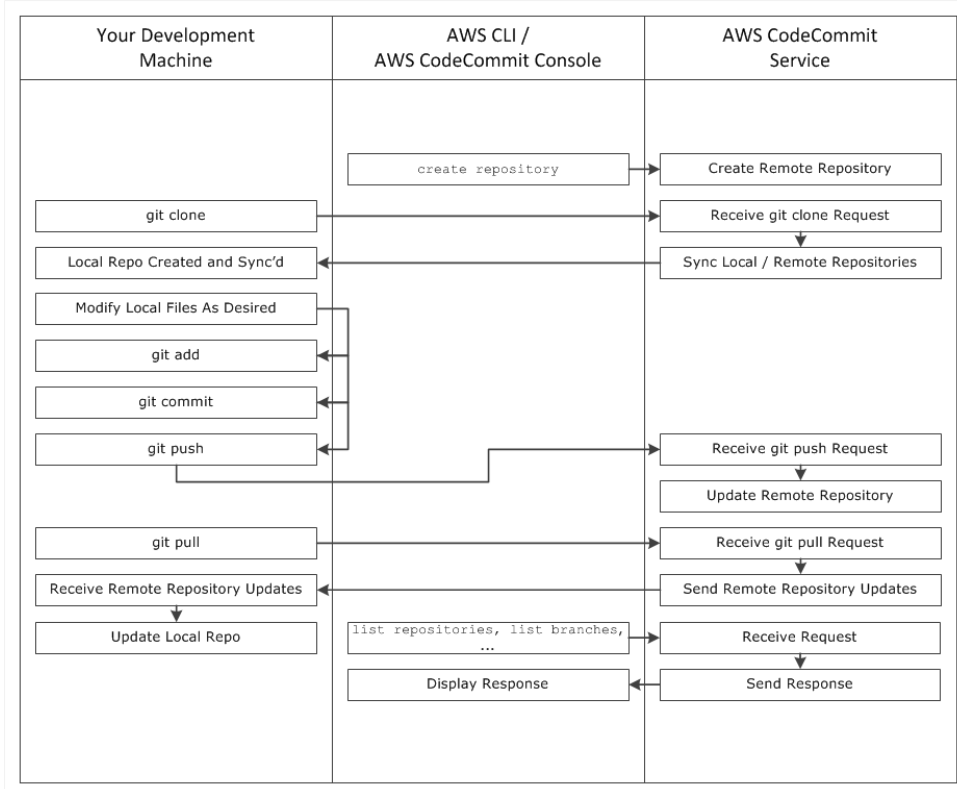 Your Development
Machine
AWS CLI /
AWS CodeCommit Console
AWS CodeCommit
Service
create repository
Create Remote Repository
git clone
Receive git clone Request
Local Repo Created and Sync’d
Sync Local / Remote Repositories
Modify Local Files As Desired
git add
git commit
git push
Receive git push Request
Update Remote Repository
git pull
Receive git pull Request
Receive Remote Repository Updates
Send Remote Repository Updates
Update Local Repo
list repositories, list branches,
...
Receive Request
Display Response
Send Response